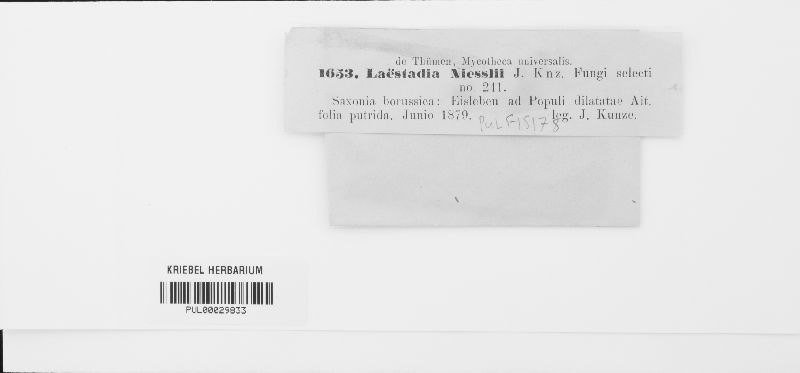 de Thümen, Mycotheca universalis.
1653. Laëstadia Niesslii J. Knz. Fungi selecti
no 241.
Saxonia borussica: Eisleben ad Populi dilatatae Ait.
folia putrida. Junio 1879. leg. J. Kunze.
PUL F15178
KRIEBEL HERBARIUM
PUL00029833